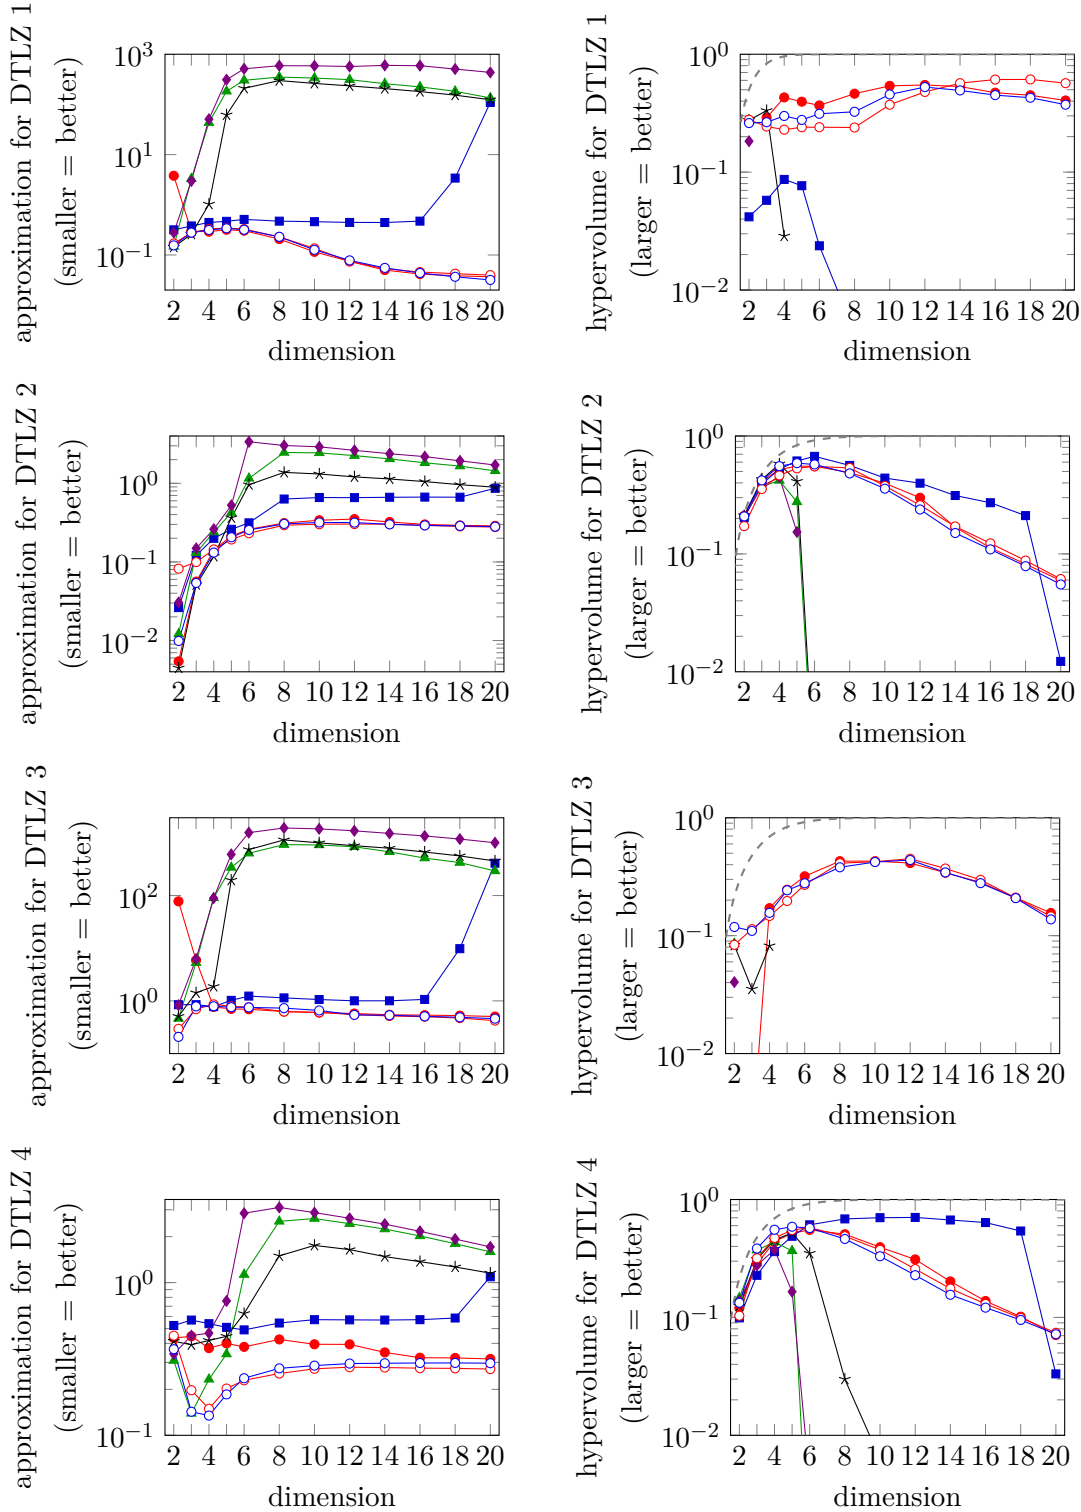 approximation for DTLZ 1
(smaller = better)
10^3
10^1
10^−1
2 4 6 8 10 12 14 16 18 20
dimension
hypervolume for DTLZ 1
(larger = better)
10^0
10^−1
10^−2
2 4 6 8 10 12 14 16 18 20
dimension
approximation for DTLZ 2
(smaller = better)
10^0
10^−1
10^−2
2 4 6 8 10 12 14 16 18 20
dimension
hypervolume for DTLZ 2
(larger = better)
10^0
10^−1
10^−2
2 4 6 8 10 12 14 16 18 20
dimension
approximation for DTLZ 3
(smaller = better)
10^2
10^0
2 4 6 8 10 12 14 16 18 20
dimension
hypervolume for DTLZ 3
(larger = better)
10^0
10^−1
10^−2
2 4 6 8 10 12 14 16 18 20
dimension
approximation for DTLZ 4
(smaller = better)
10^0
10^−1
2 4 6 8 10 12 14 16 18 20
dimension
hypervolume for DTLZ 4
(larger = better)
10^0
10^−1
10^−2
2 4 6 8 10 12 14 16 18 20
dimension